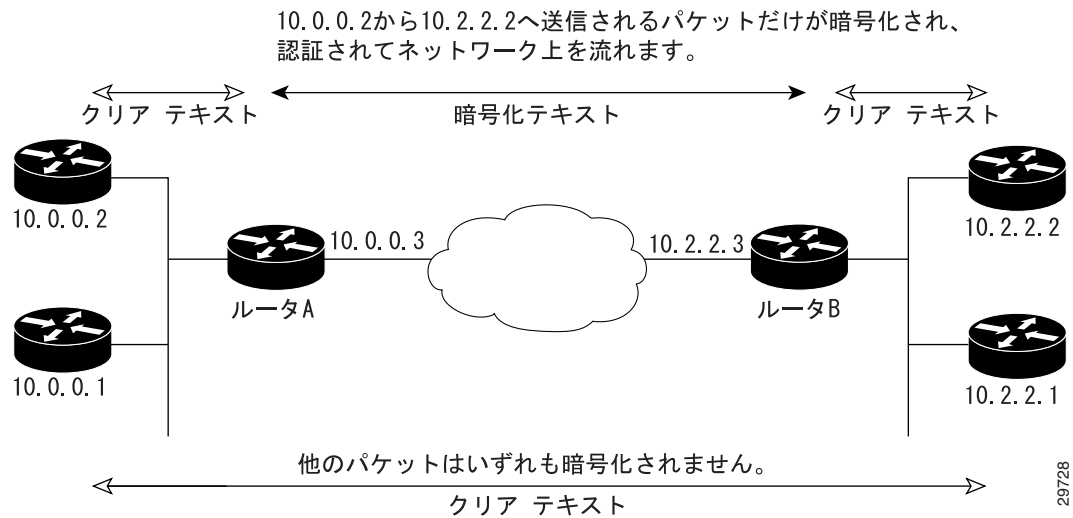 10.0.0.2から10.2.2.2へ送信されるパケットだけが暗号化され、
認証されてネットワーク上を流れます。
クリア テキスト
暗号化テキスト
クリア テキスト
10.0.0.2
10.0.0.3
10.2.2.3
10.2.2.2
ルータA
ルータB
10.0.0.1
10.2.2.1
他のパケットはいずれも暗号化されません。
クリア テキスト
29728